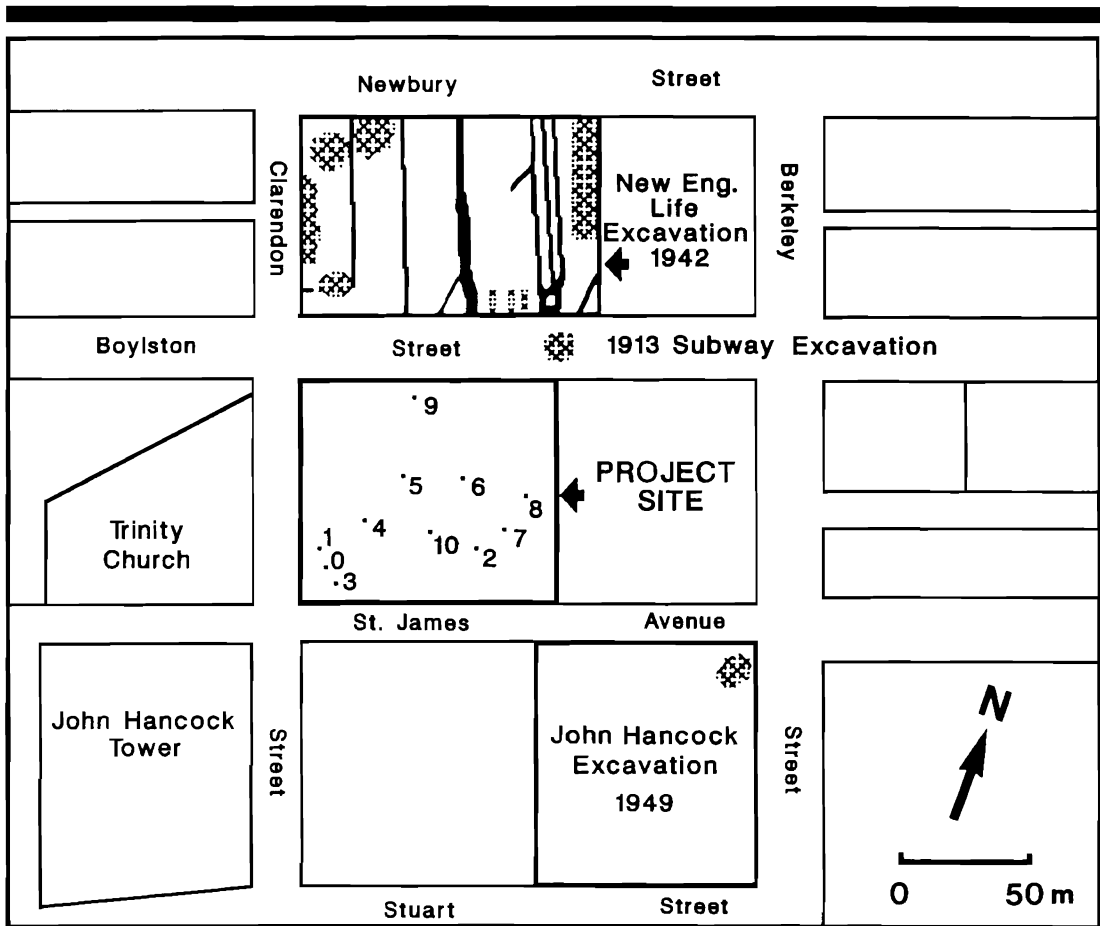 Newbury Street
Clarendon
New Eng.
Life
Excavation
1942
Berkeley
Boylston Street
1913 Subway Excavation
9
5
6
8
4
10
2
7
1
0
3
PROJECT
SITE
Trinity
Church
St. James Avenue
John Hancock
Tower
Street
John Hancock
Excavation
1949
Street
N
0 50 m
Stuart Street